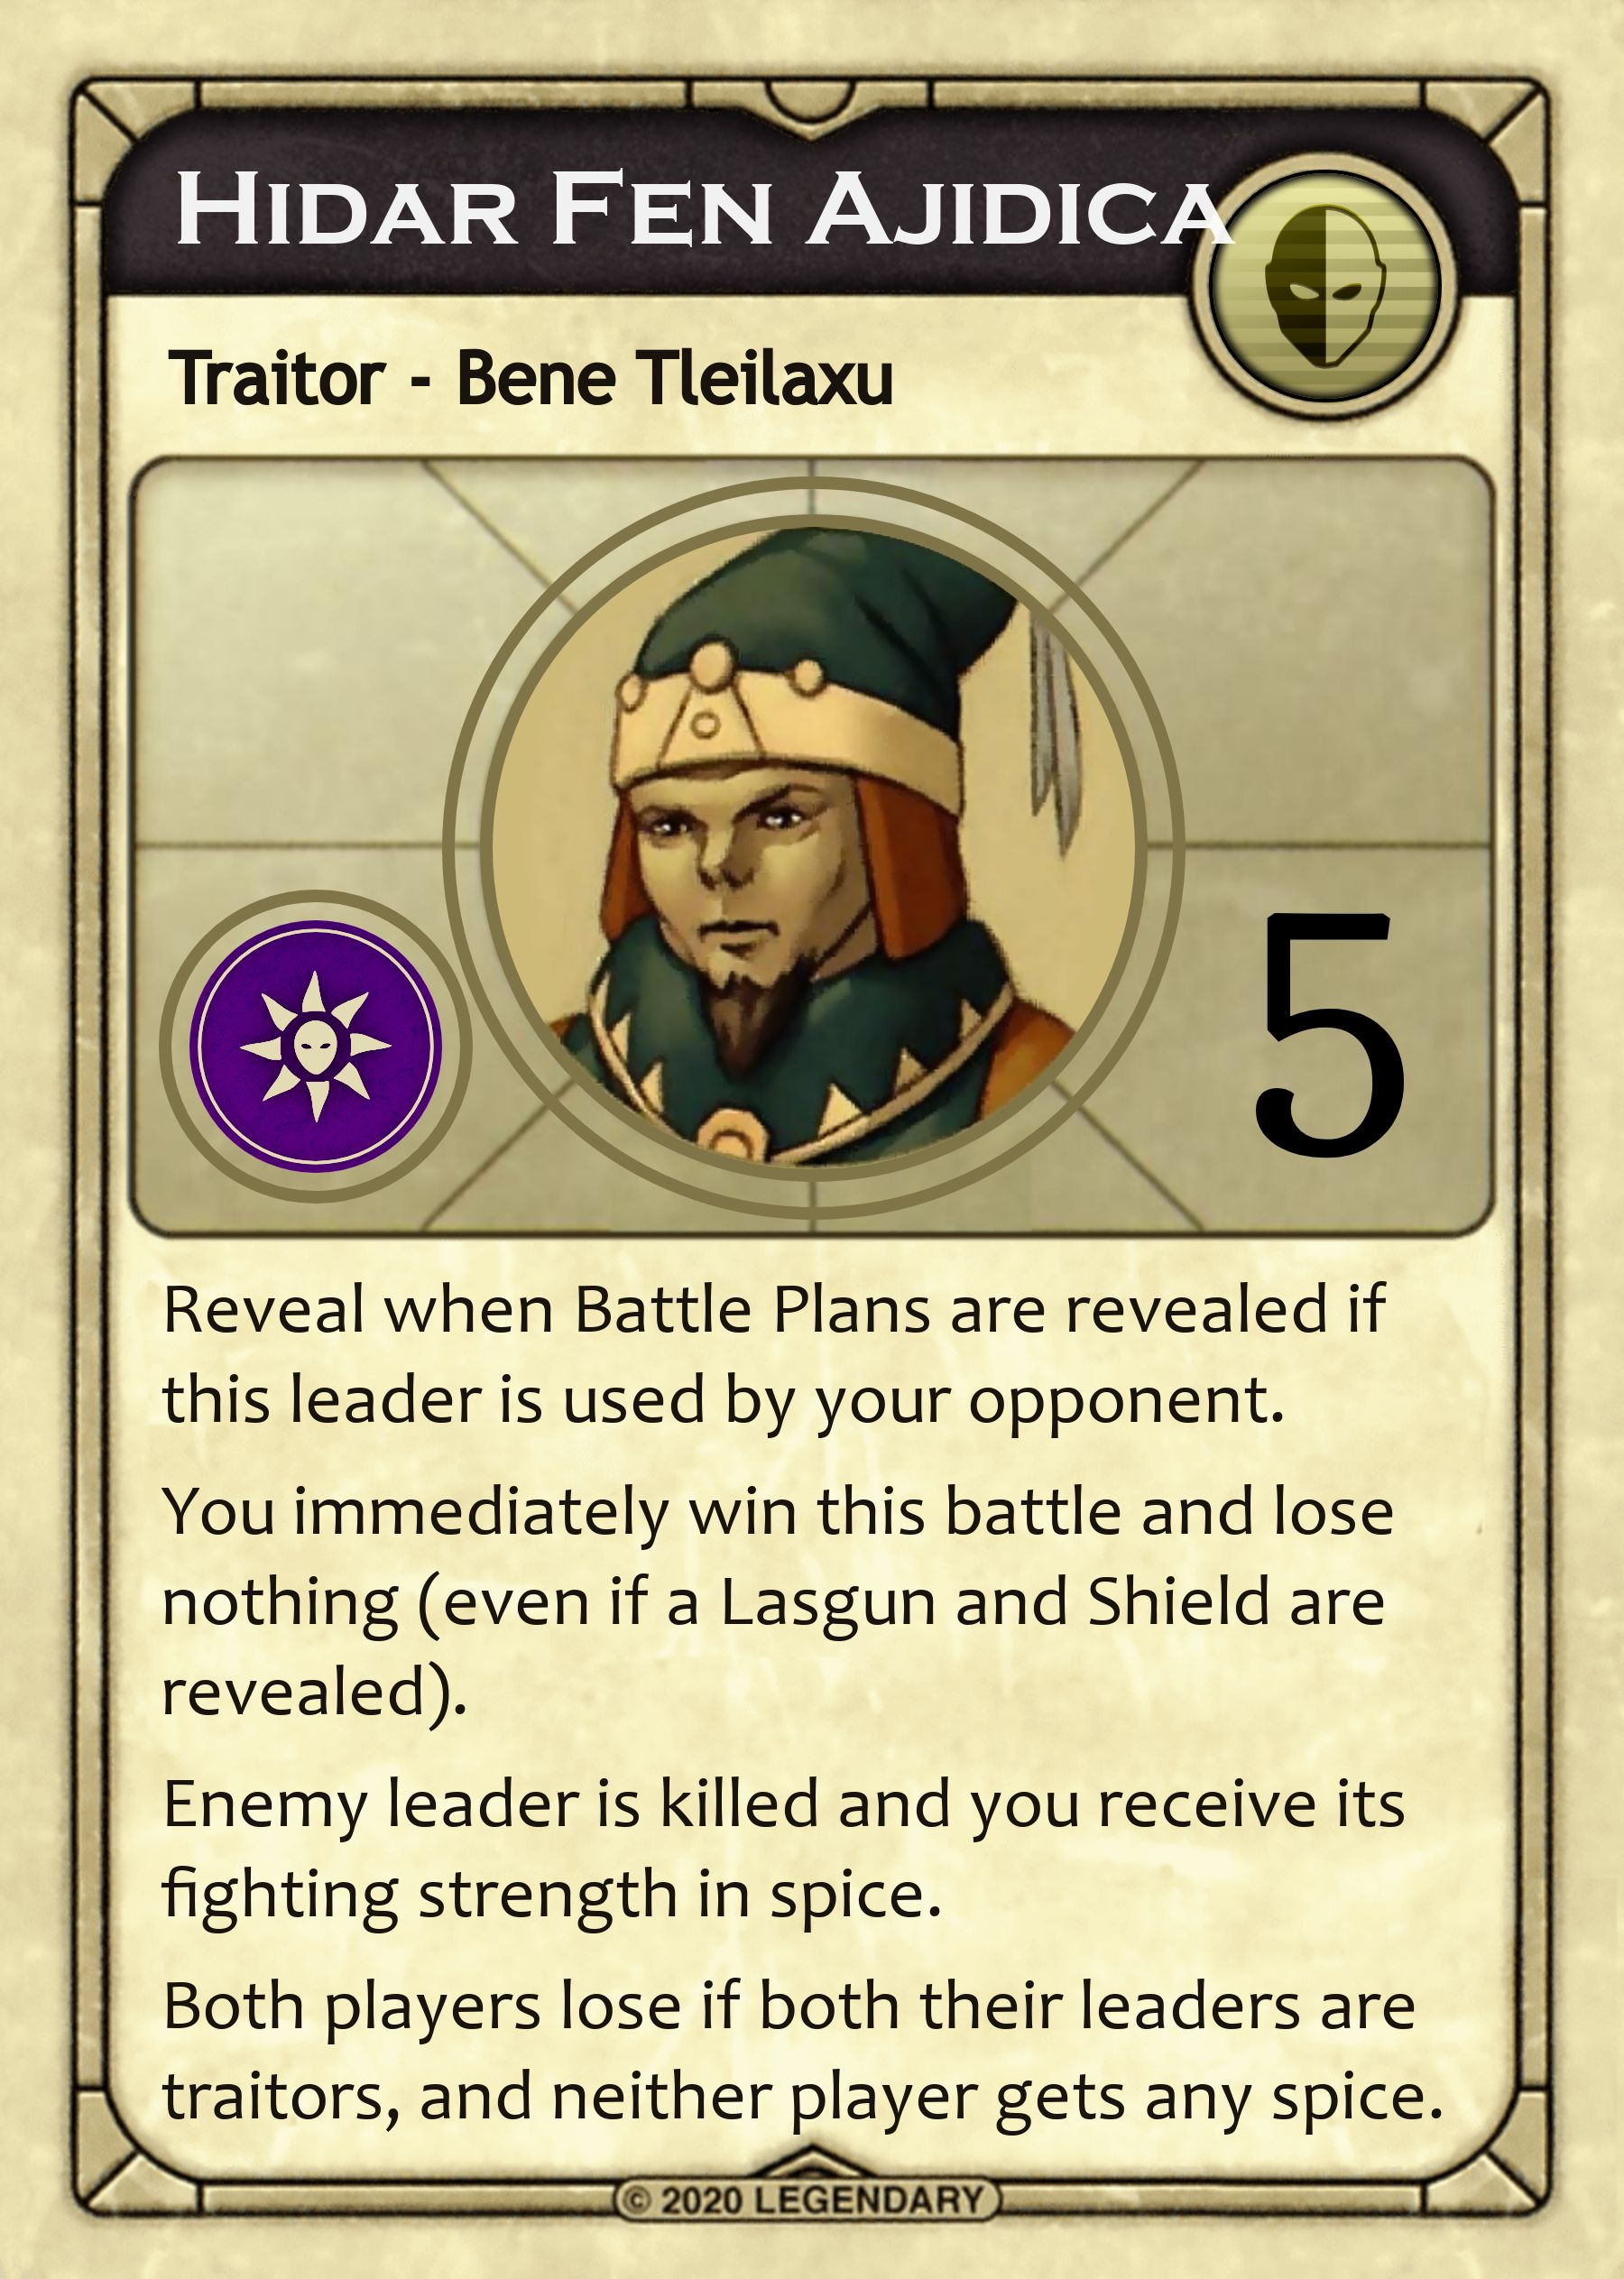 HIDAR FEN AJIDICA
Traitor - Bene Tleilaxu
5
Reveal when Battle Plans are revealed if
this leader is used by your opponent.
You immediately win this battle and lose
nothing (even if a Lasgun and Shield are
revealed).
Enemy leader is killed and you receive its
fighting strength in spice.
Both players lose if both their leaders are
traitors, and neither player gets any spice.
© 2020 LEGENDARY